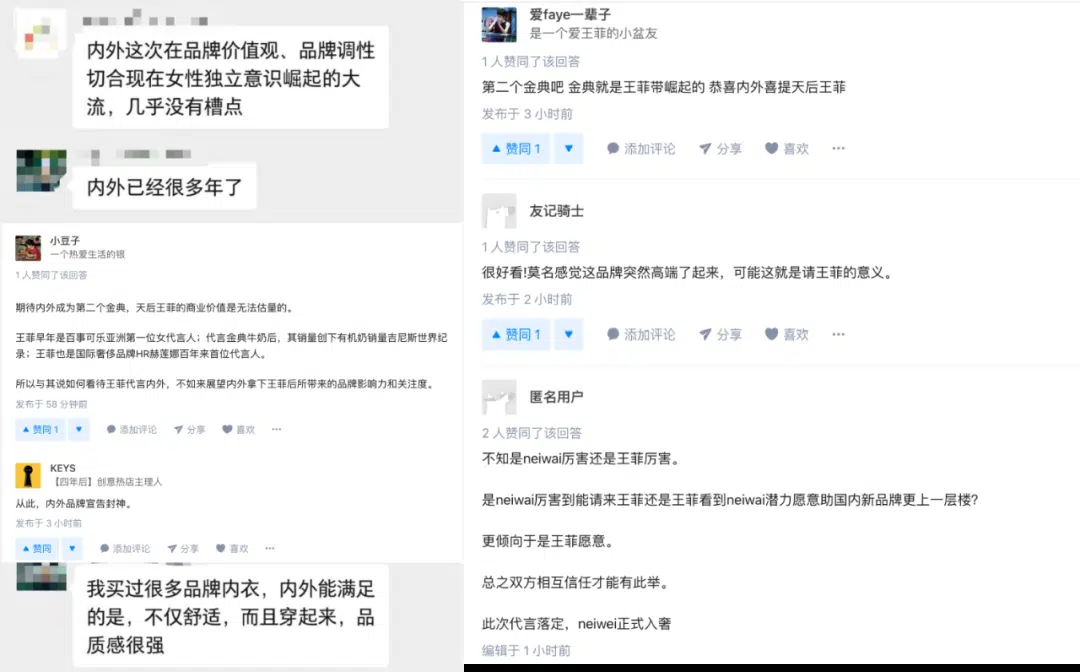 内外这次在品牌价值观、品牌调性
切合现在女性独立意识崛起的大
流，几乎没有槽点
内外已经很多年了
小豆子
一个热爱生活的银
1 人赞同了该回答
期待内外成为第二个金典，天后王菲的商业价值是无法估量的。
王菲早年是百事可乐亚洲第一位女代言人；代言金典牛奶后，其销量创下有机奶销量吉尼斯世界纪
录；王菲也是国际奢侈品牌HR赫莲娜百年来首位代言人。
所以与其说如何看待王菲代言内外，不如来展望内外拿下王菲后所带来的品牌影响力和关注度。
发布于 58 分钟前
赞同 1 添加评论 分享 喜欢 ···
KEYS
【四年后】创意热店主理人
从此，内外品牌宣告封神。
发布于 3 小时前
赞同 添加评论 分享 喜欢 ···
我买过很多品牌内衣，内外能满足
的是，不仅舒适，而且穿起来，品
质感很强
爱faye一辈子
是一个爱王菲的小盆友
1 人赞同了该回答
第二个金典吧 金典就是王菲带崛起的 恭喜内外喜提天后王菲
发布于 3 小时前
赞同 1 添加评论 分享 喜欢 ···
友记骑士
1 人赞同了该回答
很好看!莫名感觉这品牌突然高端了起来，可能这就是请王菲的意义。
发布于 2 小时前
赞同 1 添加评论 分享 喜欢 ···
匿名用户
2 人赞同了该回答
不知是neiwai厉害还是王菲厉害。
是neiwai厉害到能请来王菲还是王菲看到neiwai潜力愿意助国内新品牌更上一层楼?
更倾向于是王菲愿意。
总之双方相互信任才能有此举。
此次代言落定，neiwei正式入奢
编辑于 1 小时前